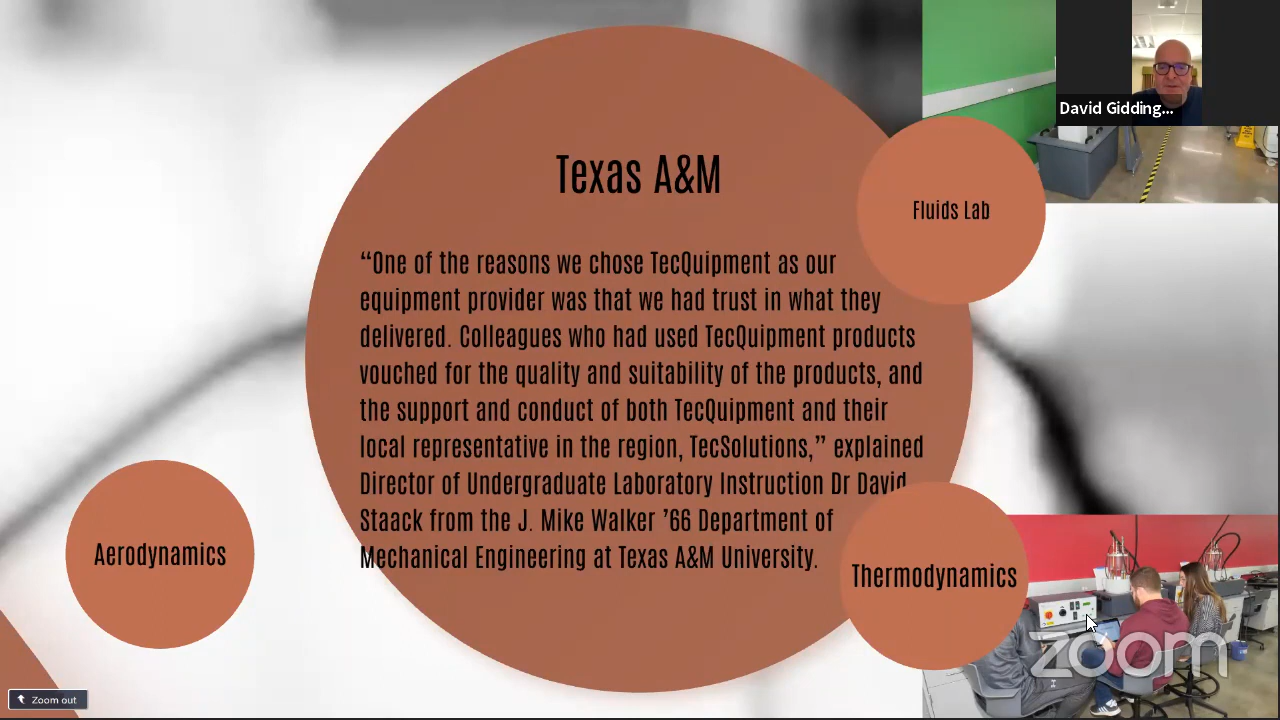 David Gidding...
Texas A&M
Fluids Lab
“One of the reasons we chose TecQuipment as our
equipment provider was that we had trust in what they
delivered. Colleagues who had used TecQuipment products
vouched for the quality and suitability of the products, and
the support and conduct of both TecQuipment and their
local representative in the region, TecSolutions,” explained
Director of Undergraduate Laboratory Instruction Dr David
Staack from the J. Mike Walker ’66 Department of
Mechanical Engineering at Texas A&M University.
Aerodynamics
Thermodynamics
zoom
Zoom out